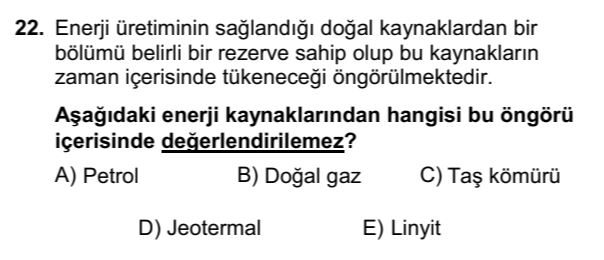 22. Enerji üretiminin sağlandığı doğal kaynaklardan bir
bölümü belirli bir rezerve sahip olup bu kaynakların
zaman içerisinde tükeneceği öngörülmektedir.
Aşağıdaki enerji kaynaklarından hangisi bu öngörü
içerisinde değerlendirilemez?
A) Petrol B) Doğal gaz C) Taş kömürü
D) Jeotermal E) Linyit